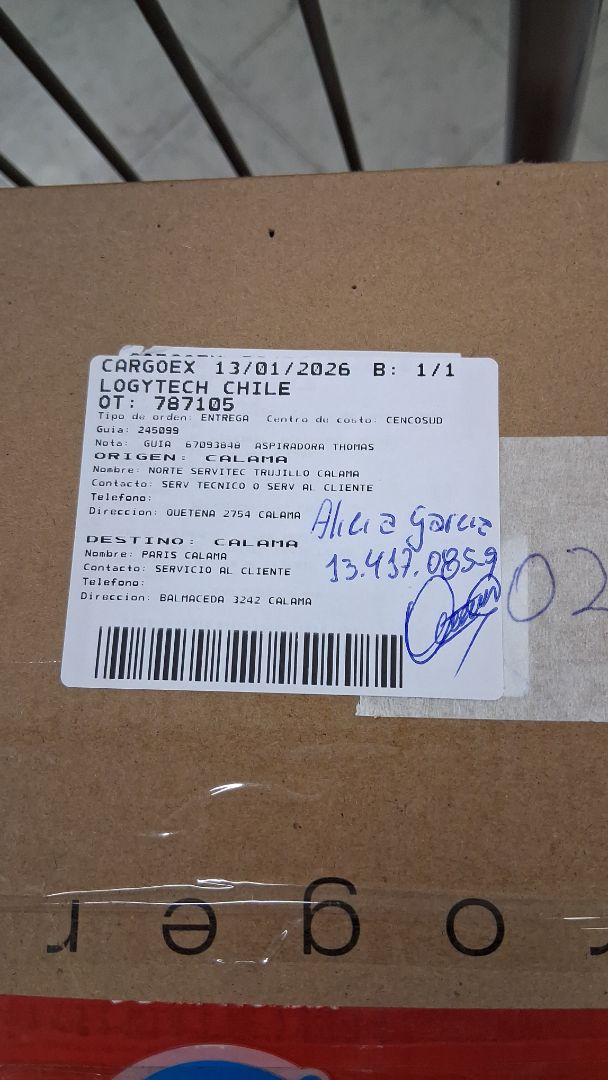 CARGOEX 13/01/2026 B: 1/1
LOGYTECH CHILE
OT: 787105
Tipo de orden: ENTREGA Centro de costo: CENCOSUD
Guia: 245099
Nota: GUIA 67093848 ASPIRADORA THOMAS
ORIGEN: CALAMA
Nombre: NORTE SERVITEC TRUJILLO CALAMA
Contacto: SERV TECNICO O SERV AL CLIENTE
Telefono:
Direccion: QUETENA 2754 CALAMA
Alicia Garcia
13.417.085-9
DESTINO: CALAMA
Nombre: PARIS CALAMA
Contacto: SERVICIO AL CLIENTE
Telefono:
Direccion: BALMACEDA 3242 CALAMA
02
roger